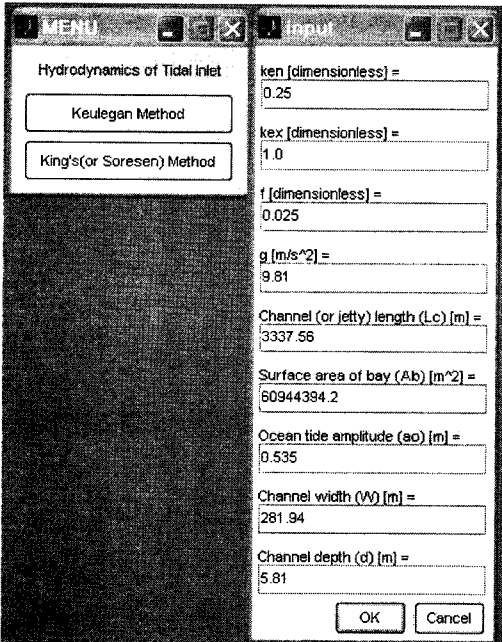 MENU
Hydrodynamics of Tidal Inlet
Keulegan Method
King's(or Soresen) Method
Input
ken [dimensionless] =
0.25
kex [dimensionless] =
1.0
f [dimensionless] =
0.025
g [m/s^2] =
9.81
Channel (or jetty) length (Lc) [m] =
3337.56
Surface area of bay (Ab) [m^2] =
60944394.2
Ocean tide amplitude (ao) [m] =
0.535
Channel width (W) [m] =
281.94
Channel depth (d) [m] =
5.81
OK
Cancel